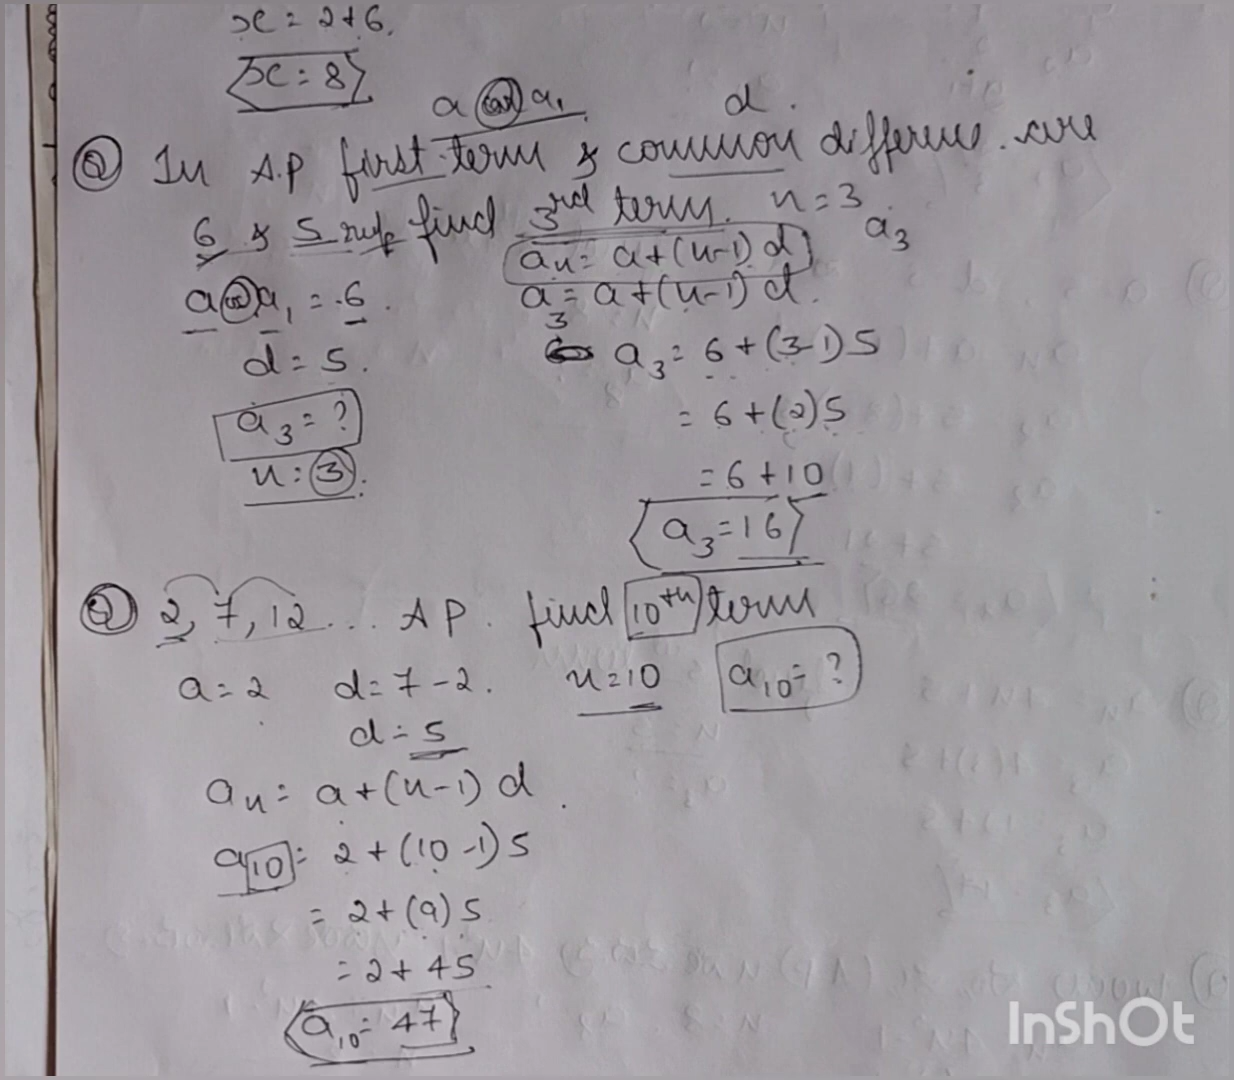 x = 2+6.
x = 8
a (or) a₁ d.
Q In A.P first term & common difference are
6 & 5 find 3rd term. n=3
a₃
aₙ = a+(n-1) d
a (or) a₁ = 6.
a₃ = a+(n-1) d.
d = 5.
a₃ = 6+(3-1)5
a₃ = ?
= 6+(2)5
n = 3.
= 6+10
a₃ = 16
Q 2, 7, 12... A P. find 10th term
a = 2 d = 7-2. n=10 a₁₀ = ?
d = 5
aₙ = a+(n-1) d.
a₁₀ = 2+(10-1)5
= 2+(9)5
= 2+45
a₁₀ = 47
InShOt